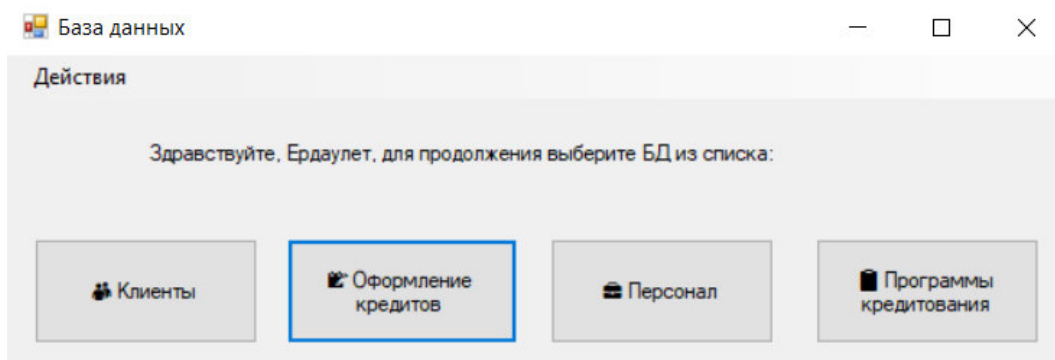 База данных
Действия
Здравствуйте, Ердаулет, для продолжения выберите БД из списка:
Клиенты
Оформление
кредитов
Персонал
Программы
кредитования